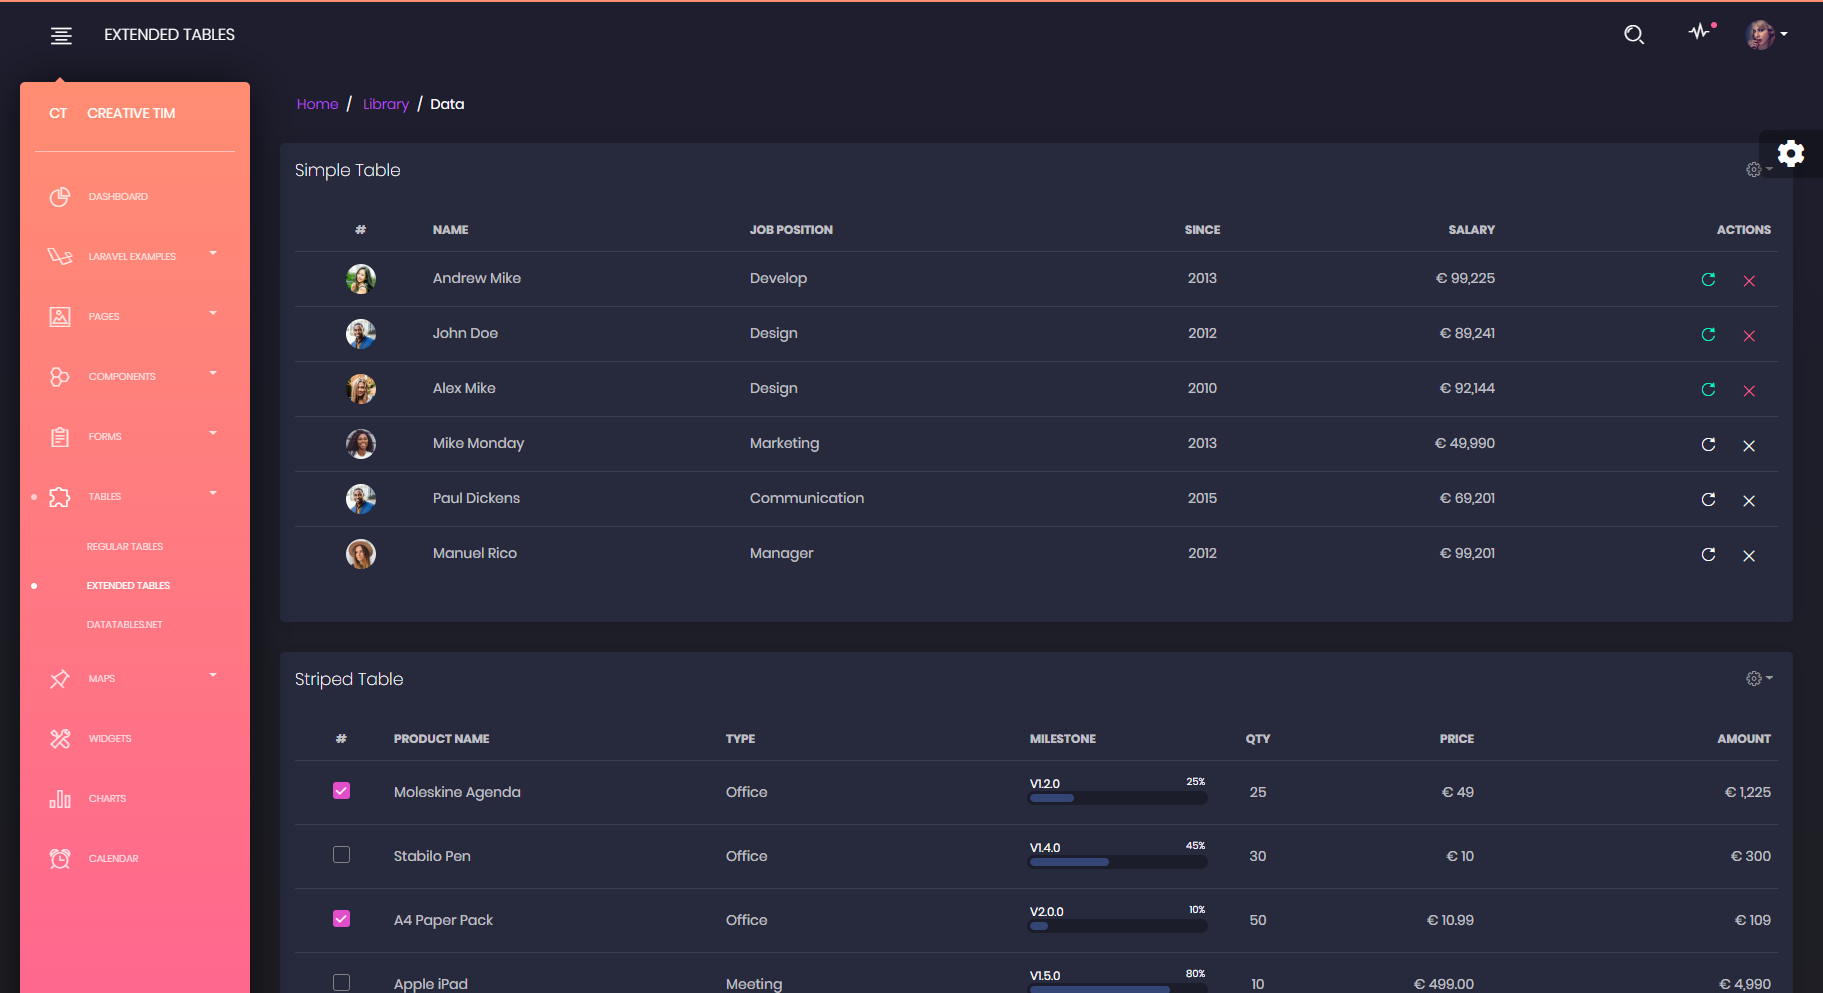 EXTENDED TABLES
CT CREATIVE TIM
DASHBOARD
LARAVEL EXAMPLES
PAGES
COMPONENTS
FORMS
TABLES
REGULAR TABLES
EXTENDED TABLES
DATATABLES.NET
MAPS
WIDGETS
CHARTS
CALENDAR
Home / Library / Data
Simple Table
# NAME JOB POSITION SINCE SALARY ACTIONS
Andrew Mike Develop 2013 € 99,225
John Doe Design 2012 € 89,241
Alex Mike Design 2010 € 92,144
Mike Monday Marketing 2013 € 49,990
Paul Dickens Communication 2015 € 69,201
Manuel Rico Manager 2012 € 99,201
Striped Table
# PRODUCT NAME TYPE MILESTONE QTY PRICE AMOUNT
Moleskine Agenda Office V1.2.0 25% 25 € 49 € 1,225
Stabilo Pen Office V1.4.0 45% 30 € 10 € 300
A4 Paper Pack Office V2.0.0 10% 50 € 10.99 € 109
Apple iPad Meeting V1.5.0 80% 10 € 499.00 € 4,990